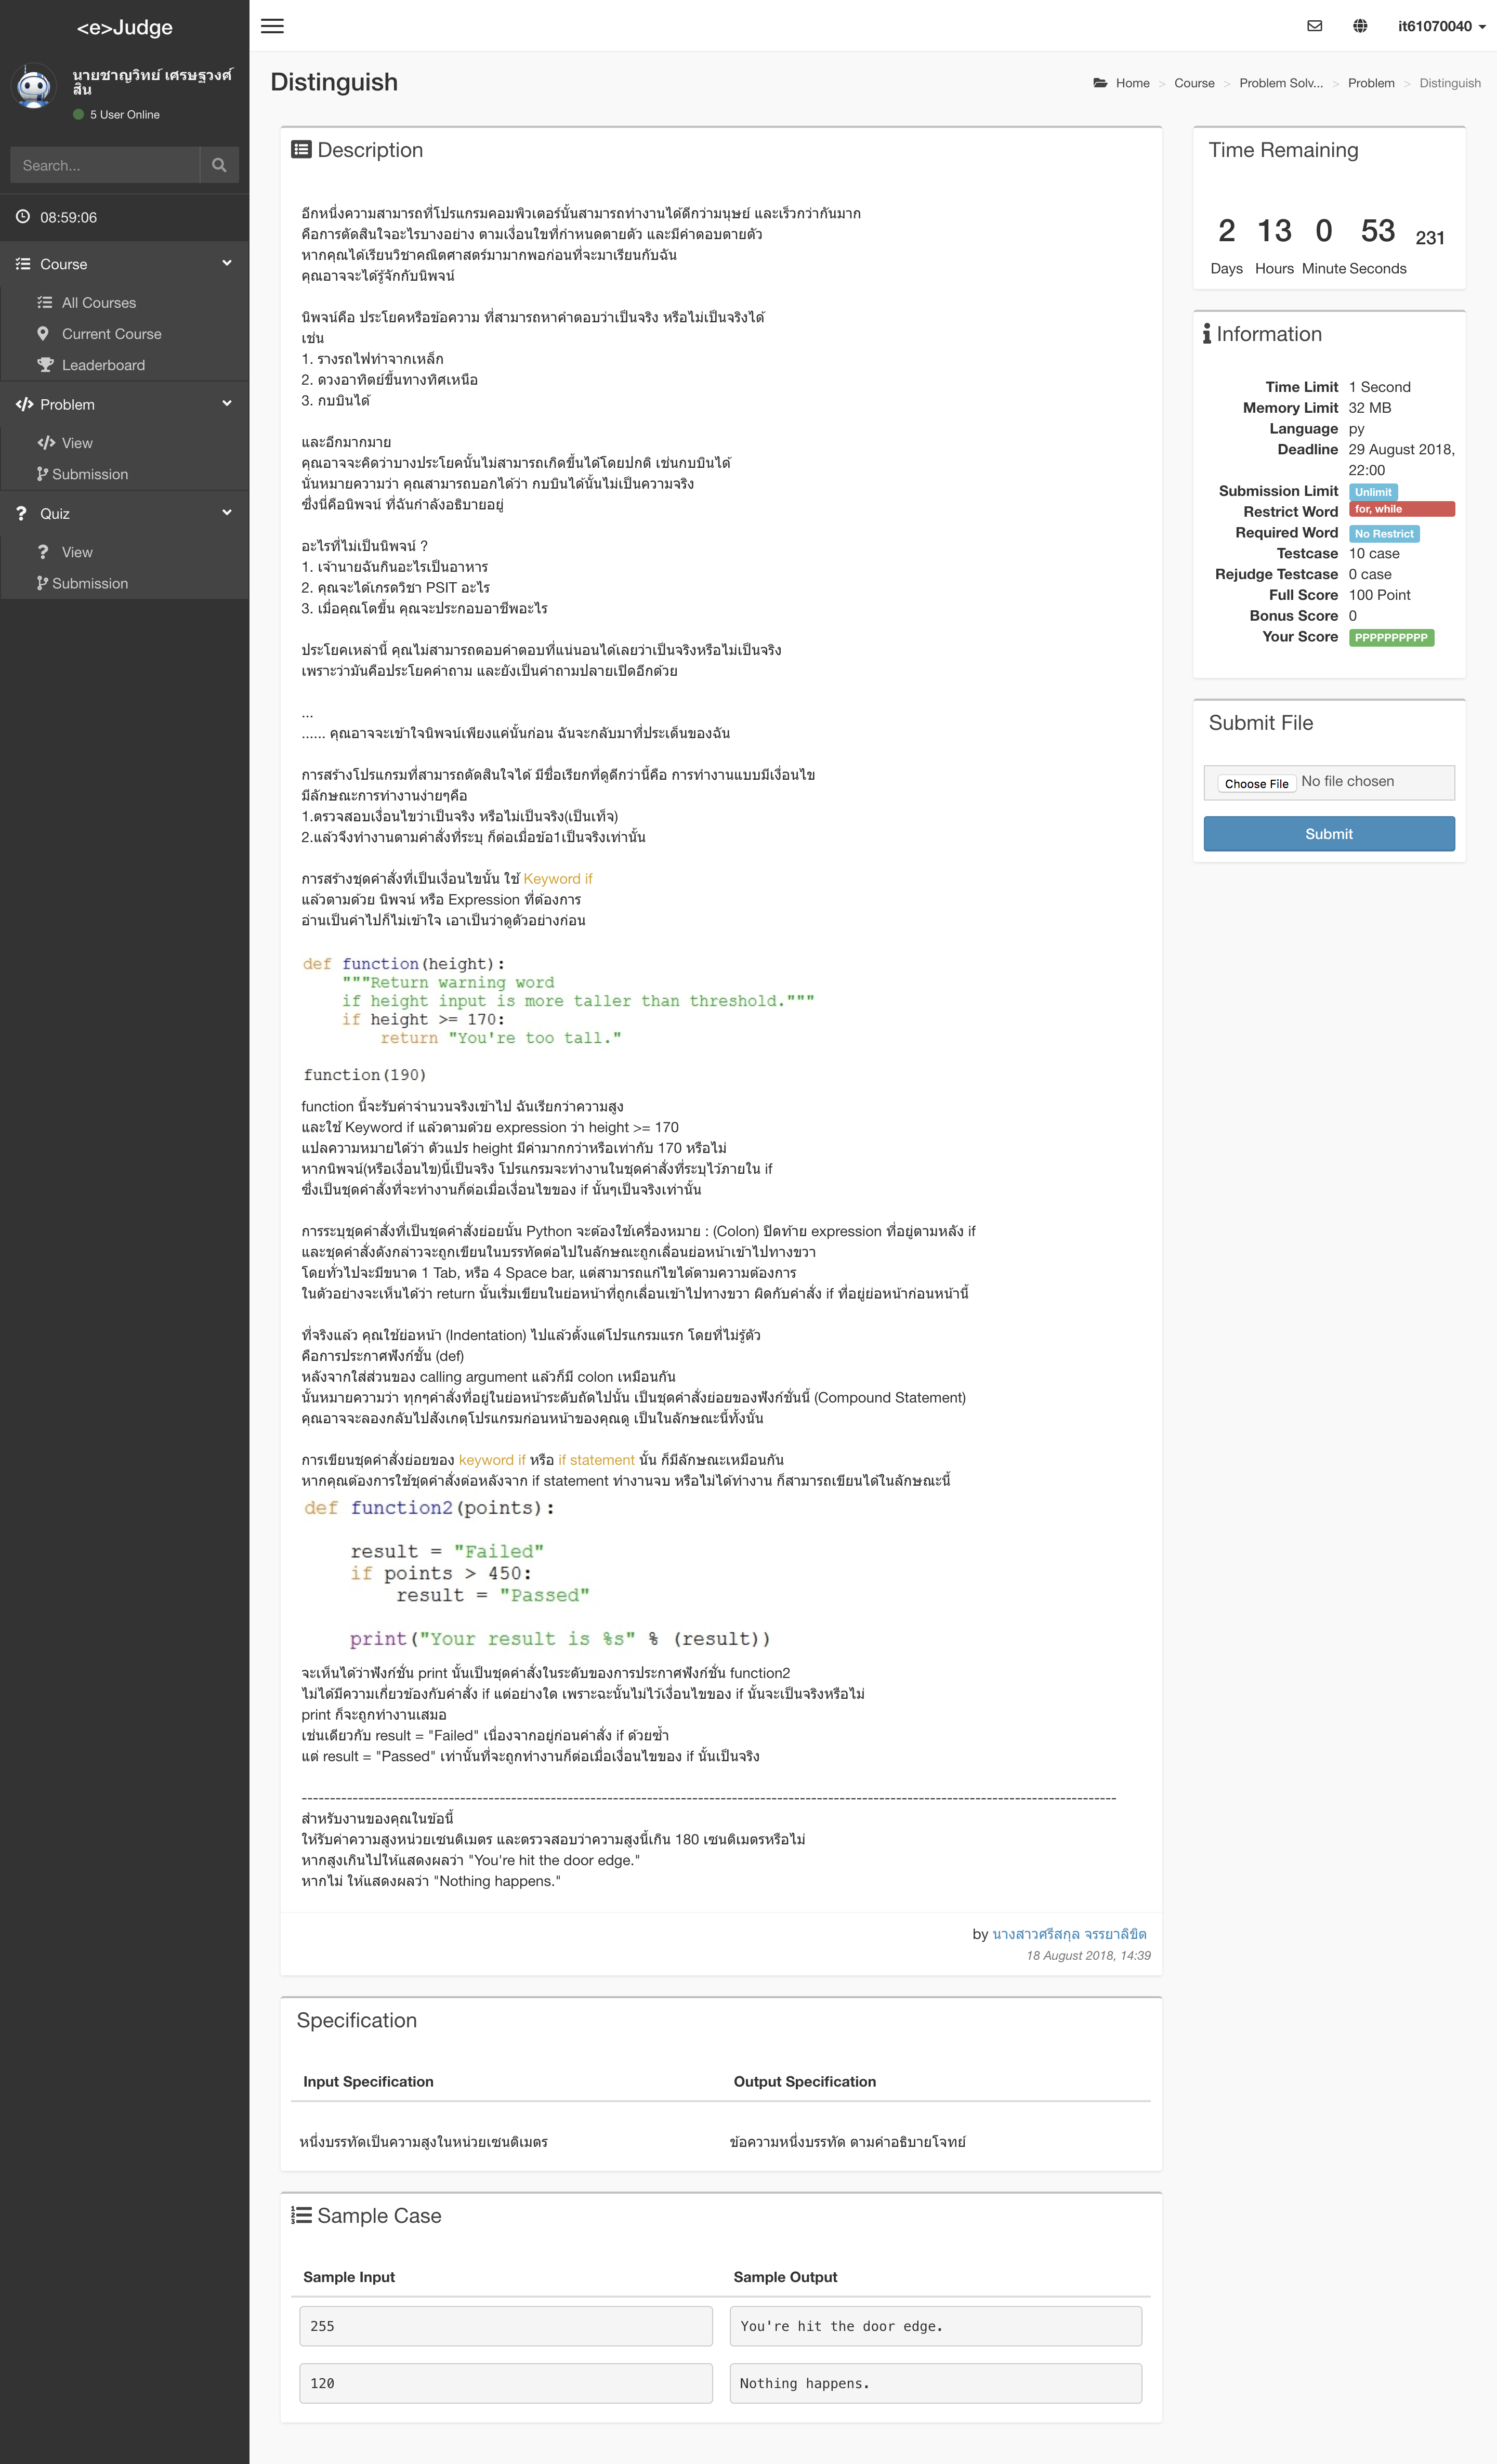 <e>Judge
it61070040
นายชาญวิทย์ เศรษฐวงศ์
สิน
5 User Online
Search...
08:59:06
Course
All Courses
Current Course
Leaderboard
Problem
View
Submission
Quiz
View
Submission
Distinguish
Home > Course > Problem Solv... > Problem > Distinguish
Description
อีกหนึ่งความสามารถที่โปรแกรมคอมพิวเตอร์นั้นสามารถทำงานได้ดีกว่ามนุษย์ และเร็วกว่ากันมาก
คือการตัดสินใจอะไรบางอย่าง ตามเงื่อนไขที่กำหนดตายตัว และมีคำตอบตายตัว
หากคุณได้เรียนวิชาคณิตศาสตร์มามากพอก่อนที่จะมาเรียนกับฉัน
คุณอาจจะได้รู้จักกับนิพจน์
นิพจน์คือ ประโยคหรือข้อความ ที่สามารถหาคำตอบว่าเป็นจริง หรือไม่เป็นจริงได้
เช่น
1. รางรถไฟทำจากเหล็ก
2. ดวงอาทิตย์ขึ้นทางทิศเหนือ
3. กบบินได้
และอีกมากมาย
คุณอาจจะคิดว่าบางประโยคนั้นไม่สามารถเกิดขึ้นได้โดยปกติ เช่นกบบินได้
นั่นหมายความว่า คุณสามารถบอกได้ว่า กบบินได้นั้นไม่เป็นความจริง
ซึ่งนี่คือนิพจน์ ที่ฉันกำลังอธิบายอยู่
อะไรที่ไม่เป็นนิพจน์ ?
1. เจ้านายฉันกินอะไรเป็นอาหาร
2. คุณจะได้เกรดวิชา PSIT อะไร
3. เมื่อคุณโตขึ้น คุณจะประกอบอาชีพอะไร
ประโยคเหล่านี้ คุณไม่สามารถตอบคำตอบที่แน่นอนได้เลยว่าเป็นจริงหรือไม่เป็นจริง
เพราะว่ามันคือประโยคคำถาม และยังเป็นคำถามปลายเปิดอีกด้วย
...
...... คุณอาจจะเข้าใจนิพจน์เพียงแค่นั้นก่อน ฉันจะกลับมาที่ประเด็นของฉัน
การสร้างโปรแกรมที่สามารถตัดสินใจได้ มีชื่อเรียกที่ดูดีกว่านี้คือ การทำงานแบบมีเงื่อนไข
มีลักษณะการทำงานง่ายๆคือ
1.ตรวจสอบเงื่อนไขว่าเป็นจริง หรือไม่เป็นจริง(เป็นเท็จ)
2.แล้วจึงทำงานตามคำสั่งที่ระบุ ก็ต่อเมื่อข้อ1เป็นจริงเท่านั้น
การสร้างชุดคำสั่งที่เป็นเงื่อนไขนั้น ใช้ Keyword if
แล้วตามด้วย นิพจน์ หรือ Expression ที่ต้องการ
อ่านเป็นคำไปก็ไม่เข้าใจ เอาเป็นว่าดูตัวอย่างก่อน
def function(height):
"""Return warning word
if height input is more taller than threshold."""
if height >= 170:
return "You're too tall."
function(190)
function นี้จะรับค่าจำนวนจริงเข้าไป ฉันเรียกว่าความสูง
และใช้ Keyword if แล้วตามด้วย expression ว่า height >= 170
แปลความหมายได้ว่า ตัวแปร height มีค่ามากกว่าหรือเท่ากับ 170 หรือไม่
หากนิพจน์(หรือเงื่อนไข)นี้เป็นจริง โปรแกรมจะทำงานในชุดคำสั่งที่ระบุไว้ภายใน if
ซึ่งเป็นชุดคำสั่งที่จะทำงานก็ต่อเมื่อเงื่อนไขของ if นั้นๆเป็นจริงเท่านั้น
การระบุชุดคำสั่งที่เป็นชุดคำสั่งย่อยนั้น Python จะต้องใช้เครื่องหมาย : (Colon) ปิดท้าย expression ที่อยู่ตามหลัง if
และชุดคำสั่งดังกล่าวจะถูกเขียนในบรรทัดต่อไปในลักษณะถูกเลื่อนย่อหน้าเข้าไปทางขวา
โดยทั่วไปจะมีขนาด 1 Tab, หรือ 4 Space bar, แต่สามารถแก้ไขได้ตามความต้องการ
ในตัวอย่างจะเห็นได้ว่า return นั้นเริ่มเขียนในย่อหน้าที่ถูกเลื่อนเข้าไปทางขวา ผิดกับคำสั่ง if ที่อยู่ย่อหน้าก่อนหน้านี้
ที่จริงแล้ว คุณใช้ย่อหน้า (Indentation) ไปแล้วตั้งแต่โปรแกรมแรก โดยที่ไม่รู้ตัว
คือการประกาศฟังก์ชั่น (def)
หลังจากใส่ส่วนของ calling argument แล้วก็มี colon เหมือนกัน
นั้นหมายความว่า ทุกๆคำสั่งที่อยู่ในย่อหน้าระดับถัดไปนั้น เป็นชุดคำสั่งย่อยของฟังก์ชั่นนี้ (Compound Statement)
คุณอาจจะลองกลับไปสังเกตุโปรแกรมก่อนหน้าของคุณดู เป็นในลักษณะนี้ทั้งนั้น
การเขียนชุดคำสั่งย่อยของ keyword if หรือ if statement นั้น ก็มีลักษณะเหมือนกัน
หากคุณต้องการใช้ชุดคำสั่งต่อหลังจาก if statement ทำงานจบ หรือไม่ได้ทำงาน ก็สามารถเขียนได้ในลักษณะนี้
def function2(points):
result = "Failed"
if points > 450:
result = "Passed"
print("Your result is %s" % (result))
จะเห็นได้ว่าฟังก์ชั่น print นั้นเป็นชุดคำสั่งในระดับของการประกาศฟังก์ชั่น function2
ไม่ได้มีความเกี่ยวข้องกับคำสั่ง if แต่อย่างใด เพราะฉะนั้นไม่ไว้เงื่อนไขของ if นั้นจะเป็นจริงหรือไม่
print ก็จะถูกทำงานเสมอ
เช่นเดียวกับ result = "Failed" เนื่องจากอยู่ก่อนคำสั่ง if ด้วยซ้ำ
แต่ result = "Passed" เท่านั้นที่จะถูกทำงานก็ต่อเมื่อเงื่อนไขของ if นั้นเป็นจริง
สำหรับงานของคุณในข้อนี้
ให้รับค่าความสูงหน่วยเซนติเมตร และตรวจสอบว่าความสูงนี้เกิน 180 เซนติเมตรหรือไม่
หากสูงเกินไปให้แสดงผลว่า "You're hit the door edge."
หากไม่ ให้แสดงผลว่า "Nothing happens."
by นางสาวศรีสกุล จรรยาลิขิต
18 August 2018, 14:39
Specification
Input Specification Output Specification
หนึ่งบรรทัดเป็นความสูงในหน่วยเซนติเมตร ข้อความหนึ่งบรรทัด ตามคำอธิบายโจทย์
Sample Case
Sample Input Sample Output
255 You're hit the door edge.
120 Nothing happens.
Time Remaining
2 13 0 53 231
Days Hours Minute Seconds
Information
Time Limit 1 Second
Memory Limit 32 MB
Language py
Deadline 29 August 2018,
22:00
Submission Limit Unlimit
Restrict Word for, while
Required Word No Restrict
Testcase 10 case
Rejudge Testcase 0 case
Full Score 100 Point
Bonus Score 0
Your Score PPPPPPPPPP
Submit File
Choose File No file chosen
Submit